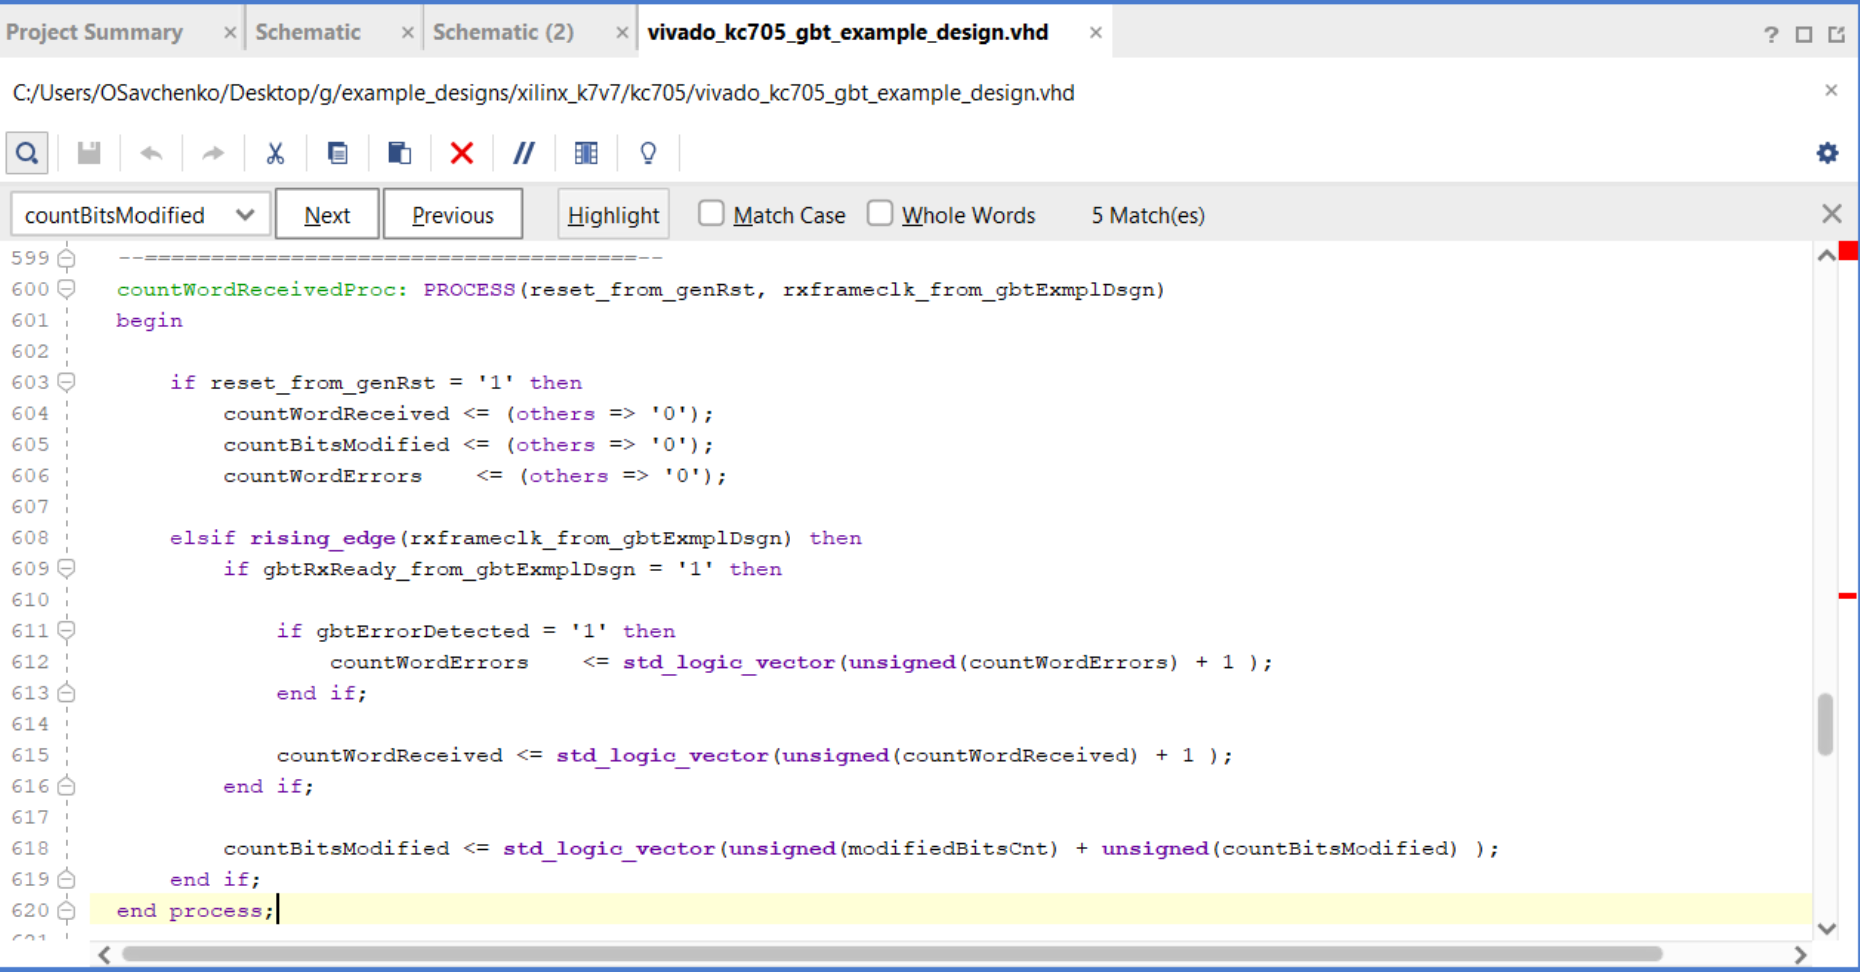 Project Summary × Schematic × Schematic (2) × vivado_kc705_gbt_example_design.vhd ×
C:/Users/OSavchenko/Desktop/g/example_designs/xilinx_k7v7/kc705/vivado_kc705_gbt_example_design.vhd
countBitsModified Next Previous Highlight Match Case Whole Words 5 Match(es)
599 --=====================================--
600 countWordReceivedProc: PROCESS(reset_from_genRst, rxframeclk_from_gbtExmplDsgn)
601 begin
602
603 if reset_from_genRst = '1' then
604 countWordReceived <= (others => '0');
605 countBitsModified <= (others => '0');
606 countWordErrors    <= (others => '0');
607
608 elsif rising_edge(rxframeclk_from_gbtExmplDsgn) then
609 if gbtRxReady_from_gbtExmplDsgn = '1' then
610
611 if gbtErrorDetected = '1' then
612 countWordErrors    <= std_logic_vector(unsigned(countWordErrors) + 1 );
613 end if;
614
615 countWordReceived <= std_logic_vector(unsigned(countWordReceived) + 1 );
616 end if;
617
618 countBitsModified <= std_logic_vector(unsigned(modifiedBitsCnt) + unsigned(countBitsModified) );
619 end if;
620 end process;
621